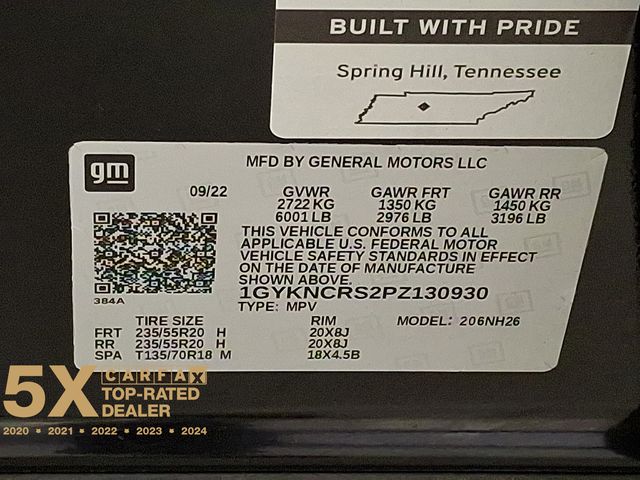 BUILT WITH PRIDE
Spring Hill, Tennessee
gm
MFD BY GENERAL MOTORS LLC
09/22 GVWR GAWR FRT GAWR RR
2722 KG 1350 KG 1450 KG
6001 LB 2976 LB 3196 LB
THIS VEHICLE CONFORMS TO ALL
APPLICABLE U.S. FEDERAL MOTOR
VEHICLE SAFETY STANDARDS IN EFFECT
ON THE DATE OF MANUFACTURE
SHOWN ABOVE.
384A
1GYKNCRS2PZ130930
TYPE: MPV MODEL: 206NH26
TIRE SIZE RIM
FRT 235/55R20 H 20X8J
RR 235/55R20 H 20X8J
SPA T135/70R18 M 18X4.5B
5X CARFAX
TOP-RATED
DEALER
2020 • 2021 • 2022 • 2023 • 2024